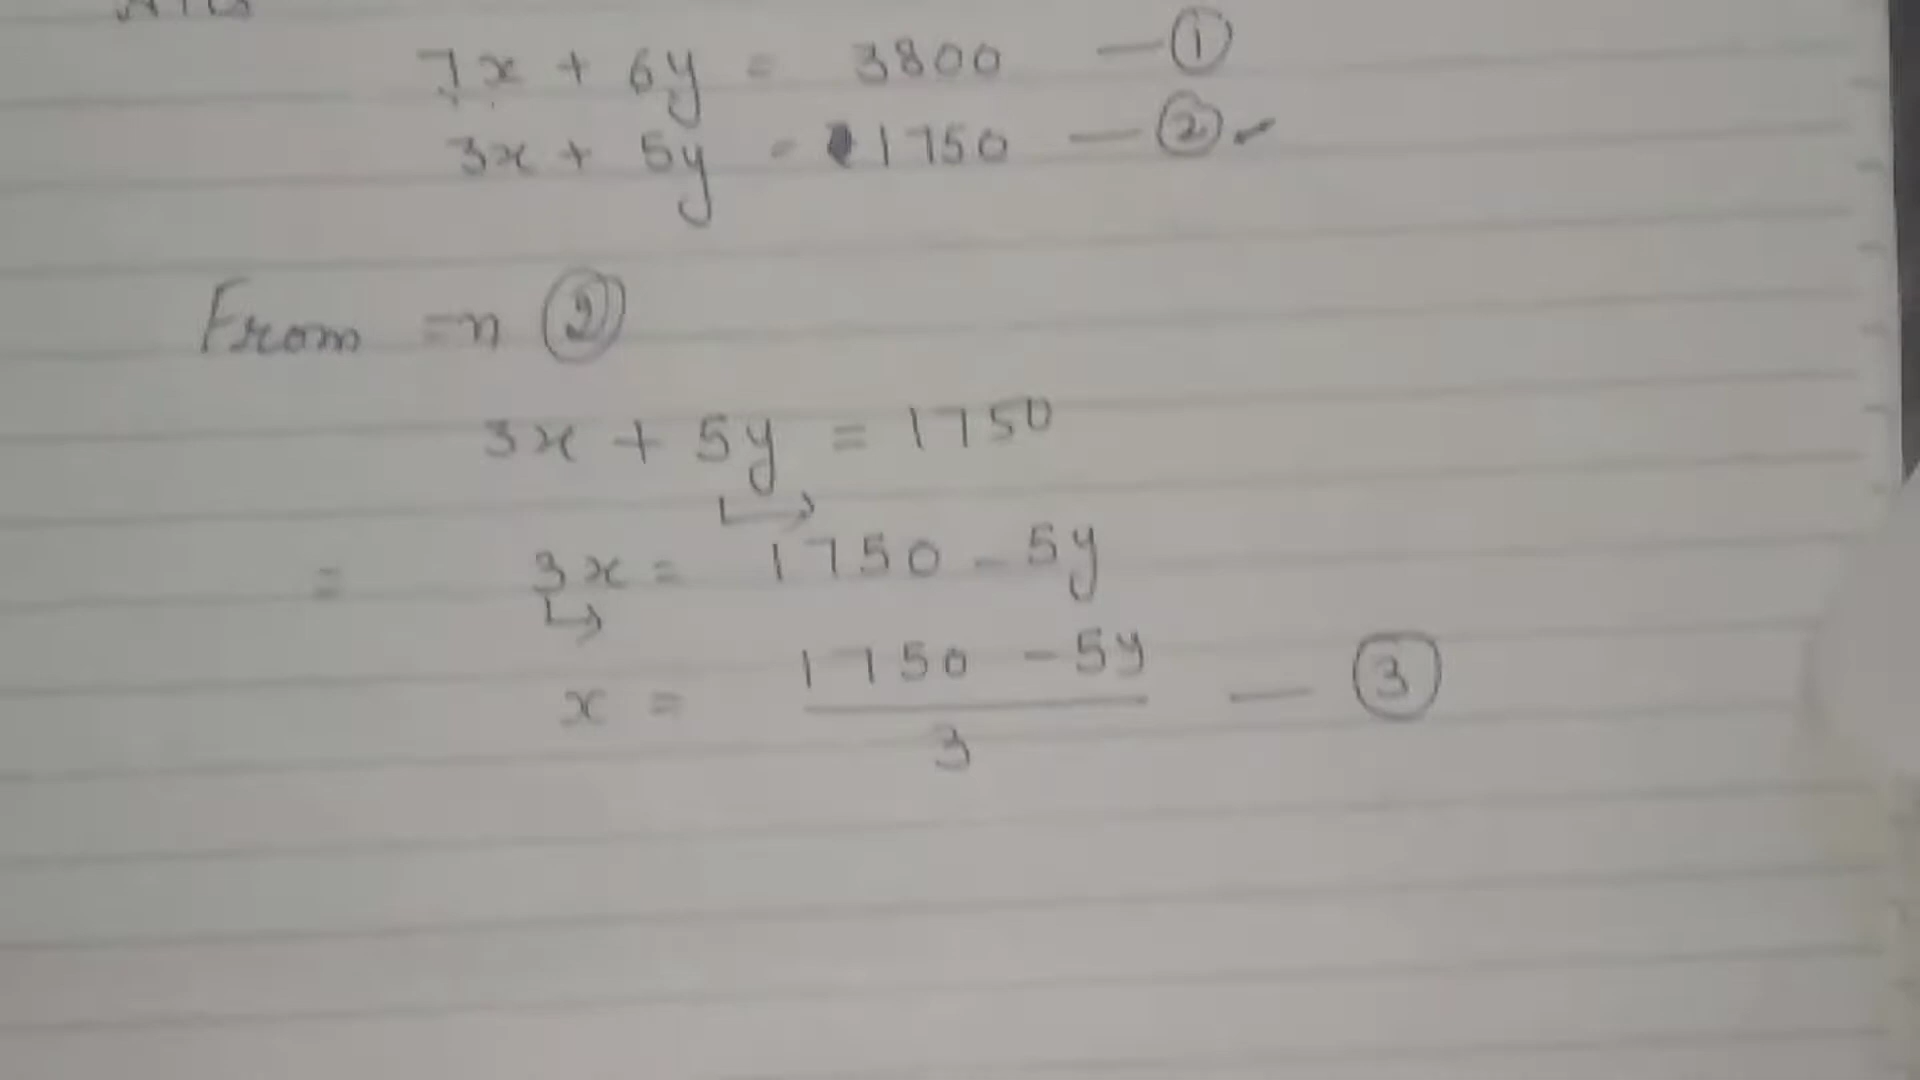 7x + 6y = 3800 — ①
3x + 5y = 1750 — ②
From =n ②
3x + 5y = 1750
= 3x = 1750 - 5y
x = 1750 - 5y / 3 — ③